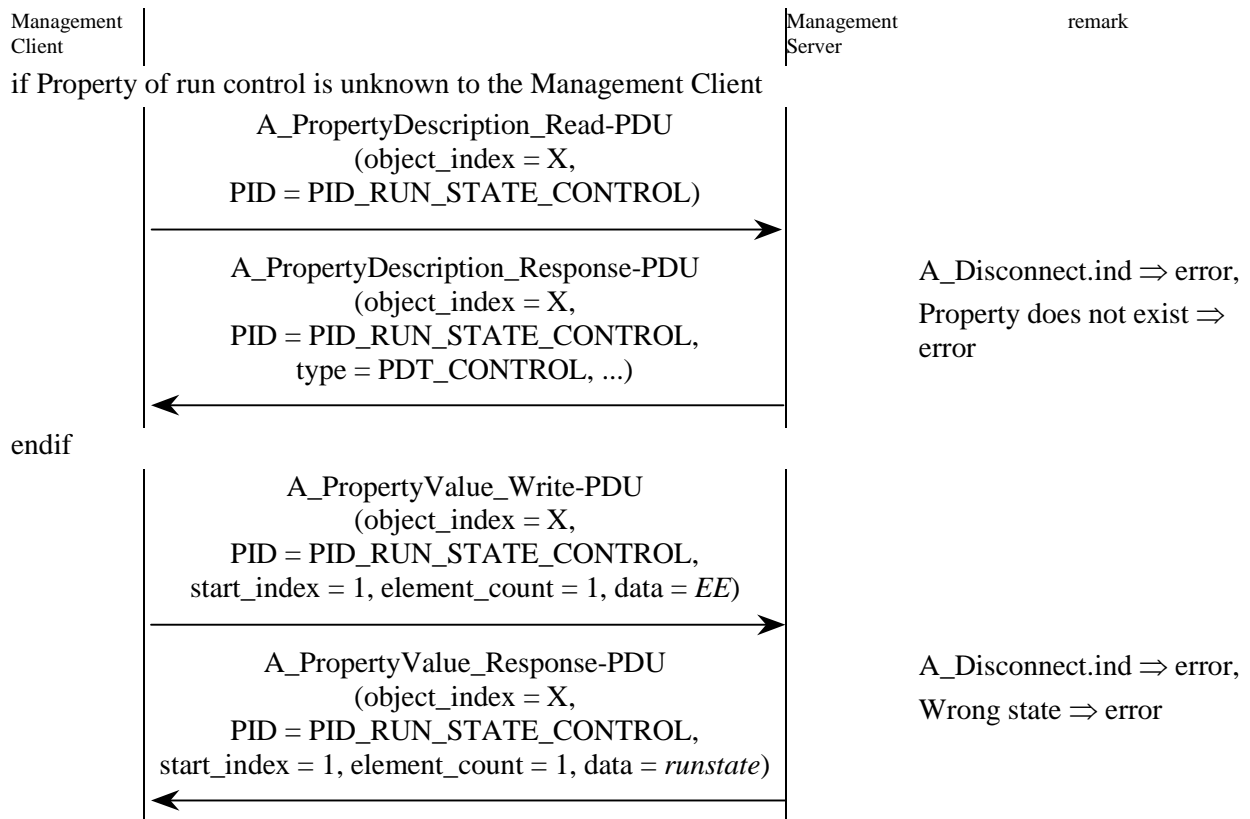 Management Client
Management Server
remark
if Property of run control is unknown to the Management Client
A_PropertyDescription_Read-PDU
(object_index = X,
PID = PID_RUN_STATE_CONTROL)
A_PropertyDescription_Response-PDU
(object_index = X,
PID = PID_RUN_STATE_CONTROL,
type = PDT_CONTROL, ...)
A_Disconnect.ind ⇒ error,
Property does not exist ⇒
error
endif
A_PropertyValue_Write-PDU
(object_index = X,
PID = PID_RUN_STATE_CONTROL,
start_index = 1, element_count = 1, data = EE)
A_PropertyValue_Response-PDU
(object_index = X,
PID = PID_RUN_STATE_CONTROL,
start_index = 1, element_count = 1, data = runstate)
A_Disconnect.ind ⇒ error,
Wrong state ⇒ error